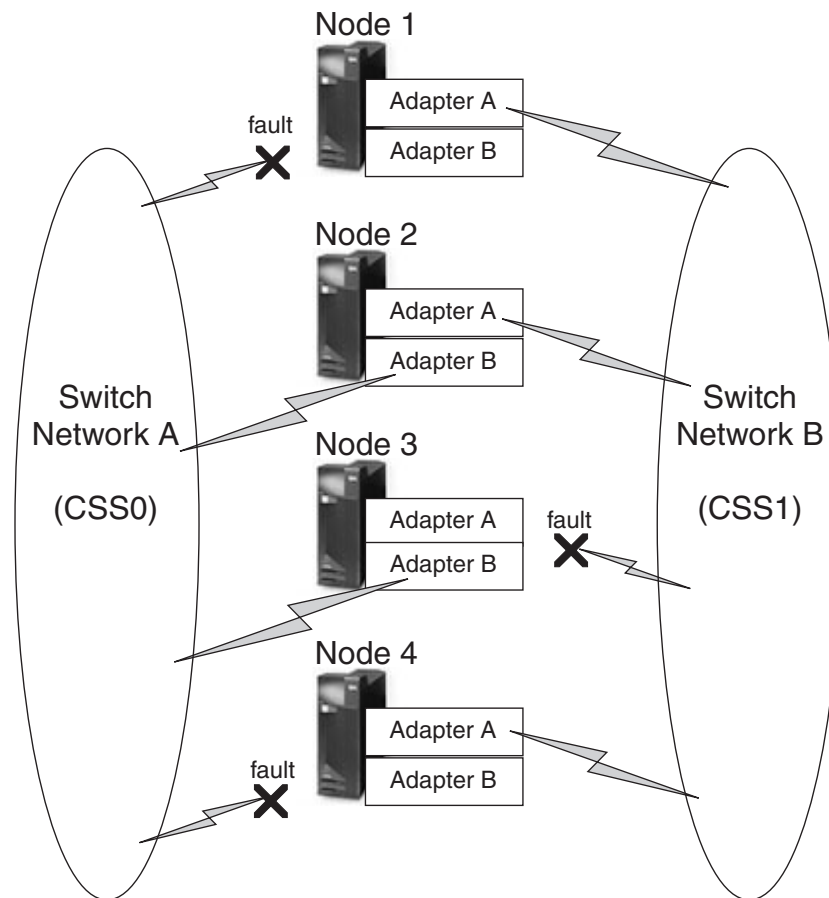 Node 1
Adapter A
fault
Adapter B
Node 2
Adapter A
Adapter B
Switch
Network A
(CSS0)
Switch
Network B
(CSS1)
Node 3
Adapter A
fault
Adapter B
Node 4
Adapter A
fault
Adapter B